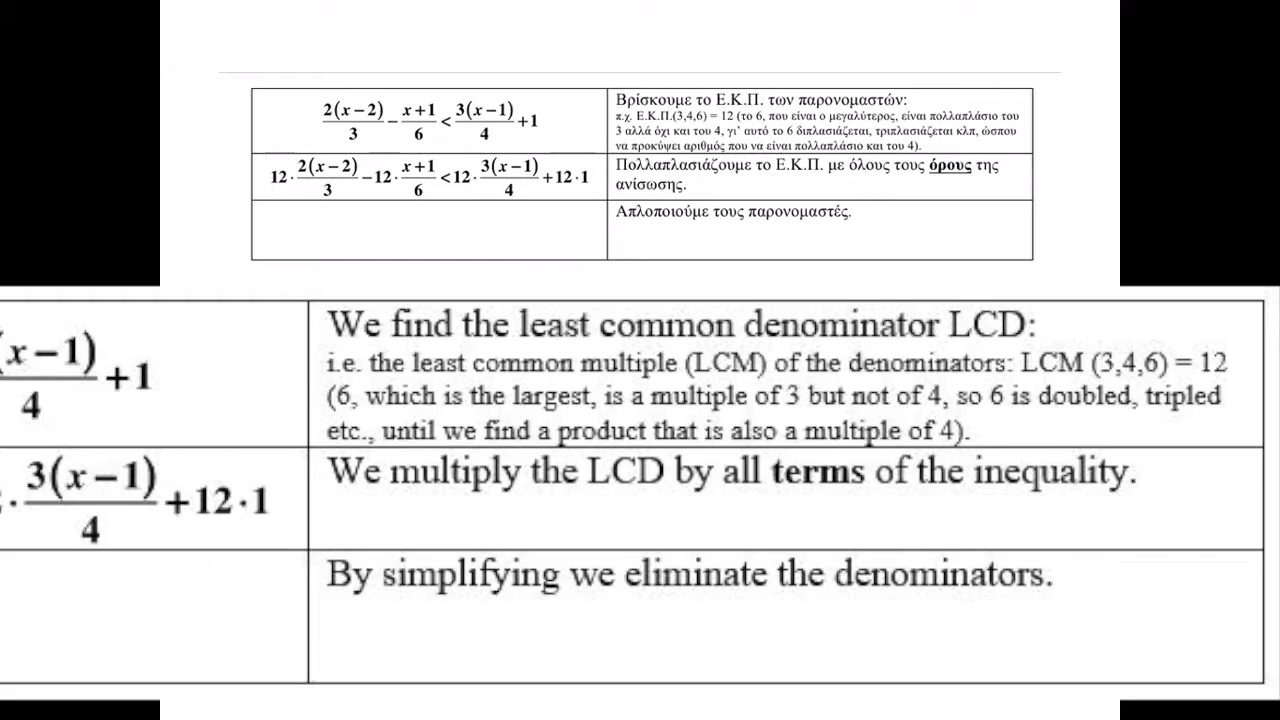 2(x−2)/3 − x+1/6 < 3(x−1)/4 + 1
Βρίσκουμε το Ε.Κ.Π. των παρονομαστών:
π.χ. Ε.Κ.Π.(3,4,6) = 12 (το 6, που είναι ο μεγαλύτερος, είναι πολλαπλάσιο του
3 αλλά όχι και του 4, γι’ αυτό το 6 διπλασιάζεται, τριπλασιάζεται κλπ, ώσπου
να προκύψει αριθμός που να είναι πολλαπλάσιο και του 4).
12·2(x−2)/3 −12·x+1/6 <12·3(x−1)/4 +12·1
Πολλαπλασιάζουμε το Ε.Κ.Π. με όλους τους όρους της
ανίσωσης.
Απλοποιούμε τους παρονομαστές.
(x−1)/4 +1
We find the least common denominator LCD:
i.e. the least common multiple (LCM) of the denominators: LCM (3,4,6) = 12
(6, which is the largest, is a multiple of 3 but not of 4, so 6 is doubled, tripled
etc., until we find a product that is also a multiple of 4).
·3(x−1)/4 +12·1
We multiply the LCD by all terms of the inequality.
By simplifying we eliminate the denominators.